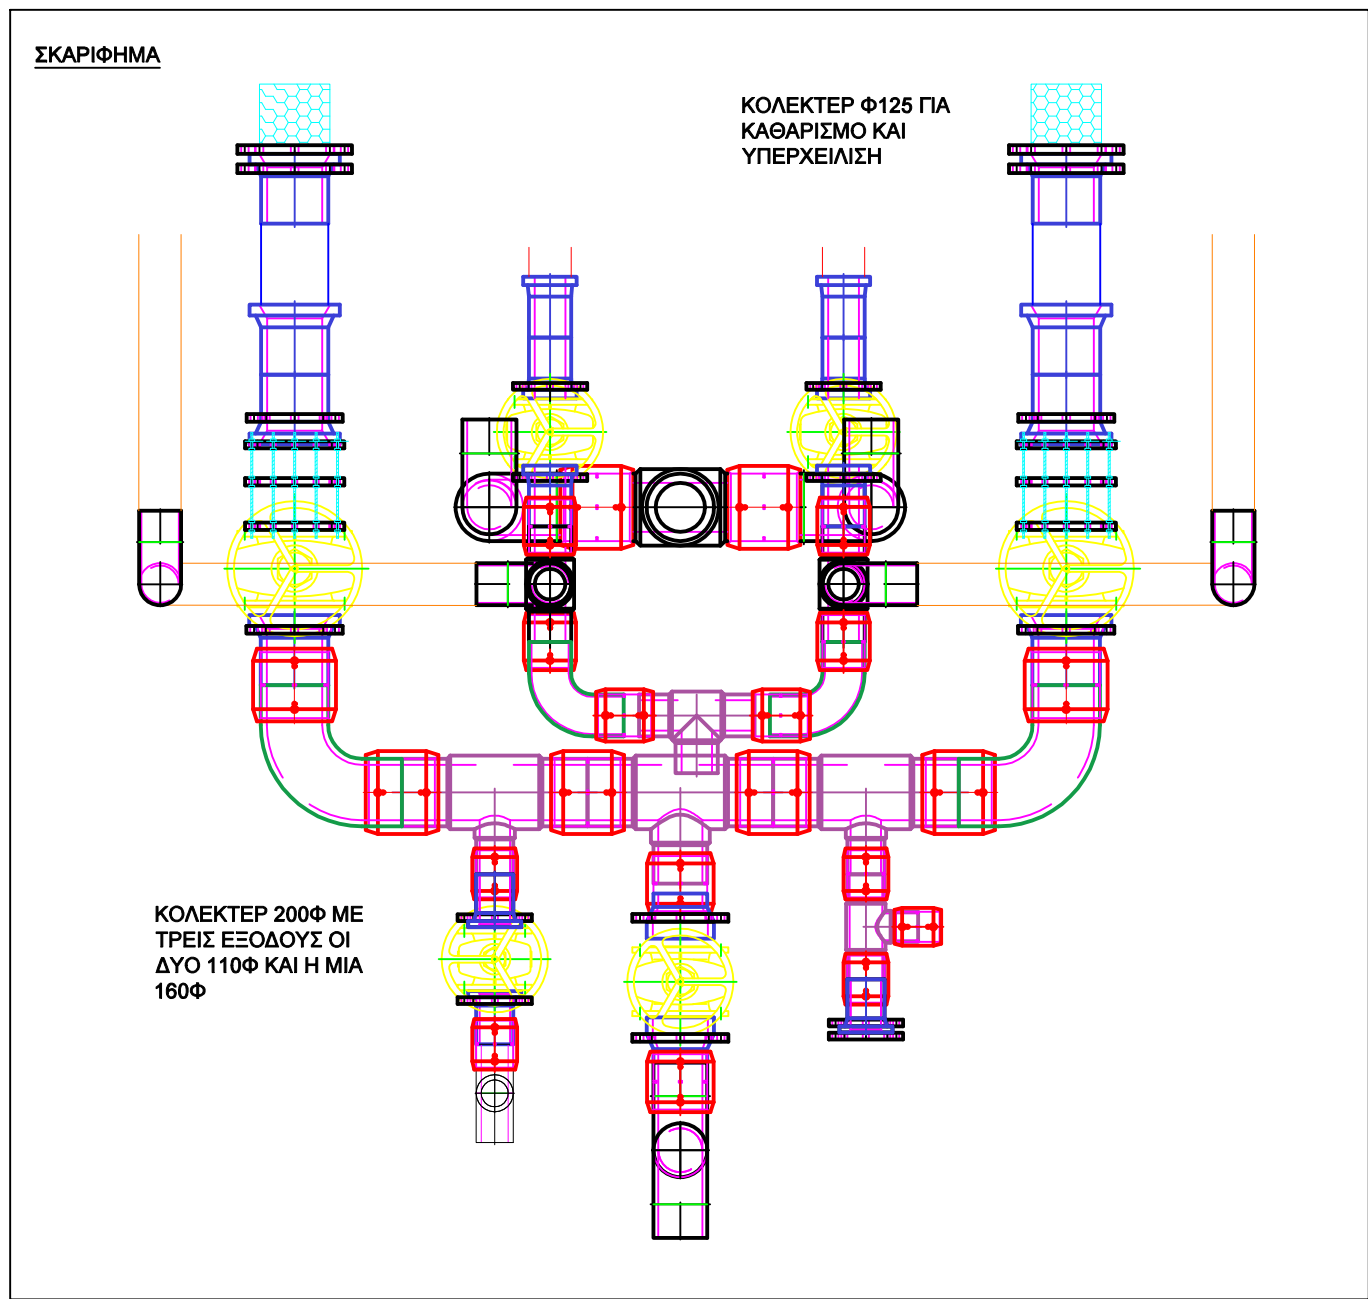 ΣΚΑΡΙΦΗΜΑ
ΚΟΛΕΚΤΕΡ Φ125 ΓΙΑ
ΚΑΘΑΡΙΣΜΟ ΚΑΙ
ΥΠΕΡΧΕΙΛΙΣΗ
ΚΟΛΕΚΤΕΡ 200Φ ΜΕ
ΤΡΕΙΣ ΕΞΟΔΟΥΣ ΟΙ
ΔΥΟ 110Φ ΚΑΙ Η ΜΙΑ
160Φ